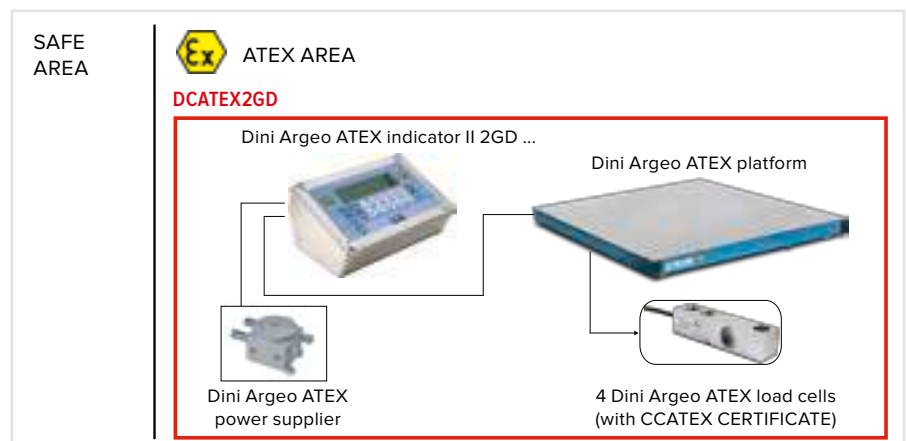 SAFE
AREA
Ex
ATEX AREA
DCATEX2GD
Dini Argeo ATEX indicator II 2GD ...
Dini Argeo ATEX platform
Dini Argeo ATEX
power supplier
4 Dini Argeo ATEX load cells
(with CCATEX CERTIFICATE)